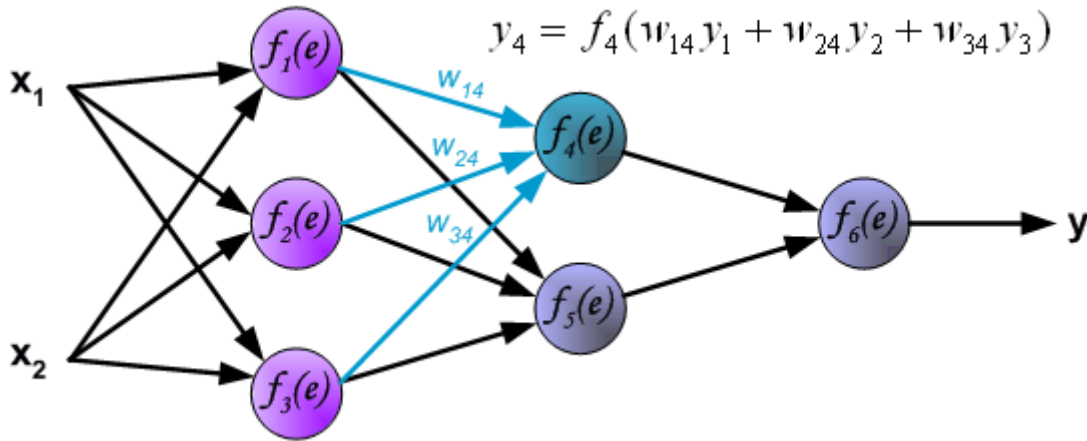 y₄ = f₄(w₁₄y₁ + w₂₄y₂ + w₃₄y₃)
x₁
f₁(e)
w₁₄
f₄(e)
w₂₄
f₂(e)
w₃₄
f₆(e)
y
f₅(e)
x₂
f₃(e)